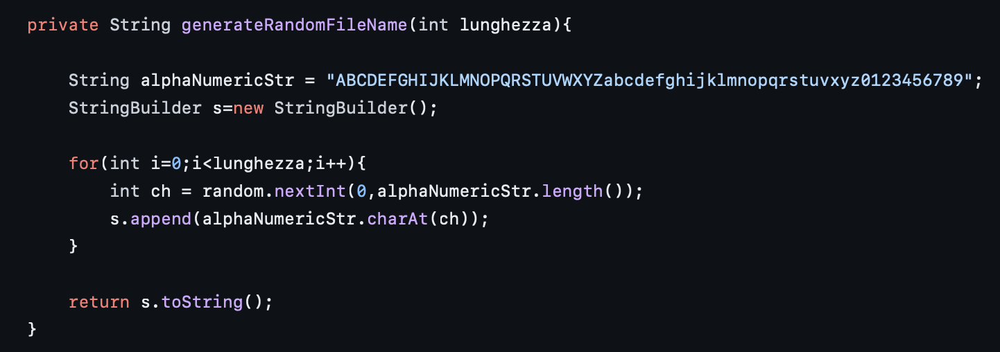 private String generateRandomFileName(int lunghezza){
String alphaNumericStr = "ABCDEFGHIJKLMNOPQRSTUVWXYZabcdefghijklmnopqrstuvxyz0123456789";
StringBuilder s=new StringBuilder();
for(int i=0;i<lunghezza;i++){
int ch = random.nextInt(0,alphaNumericStr.length());
s.append(alphaNumericStr.charAt(ch));
}
return s.toString();
}